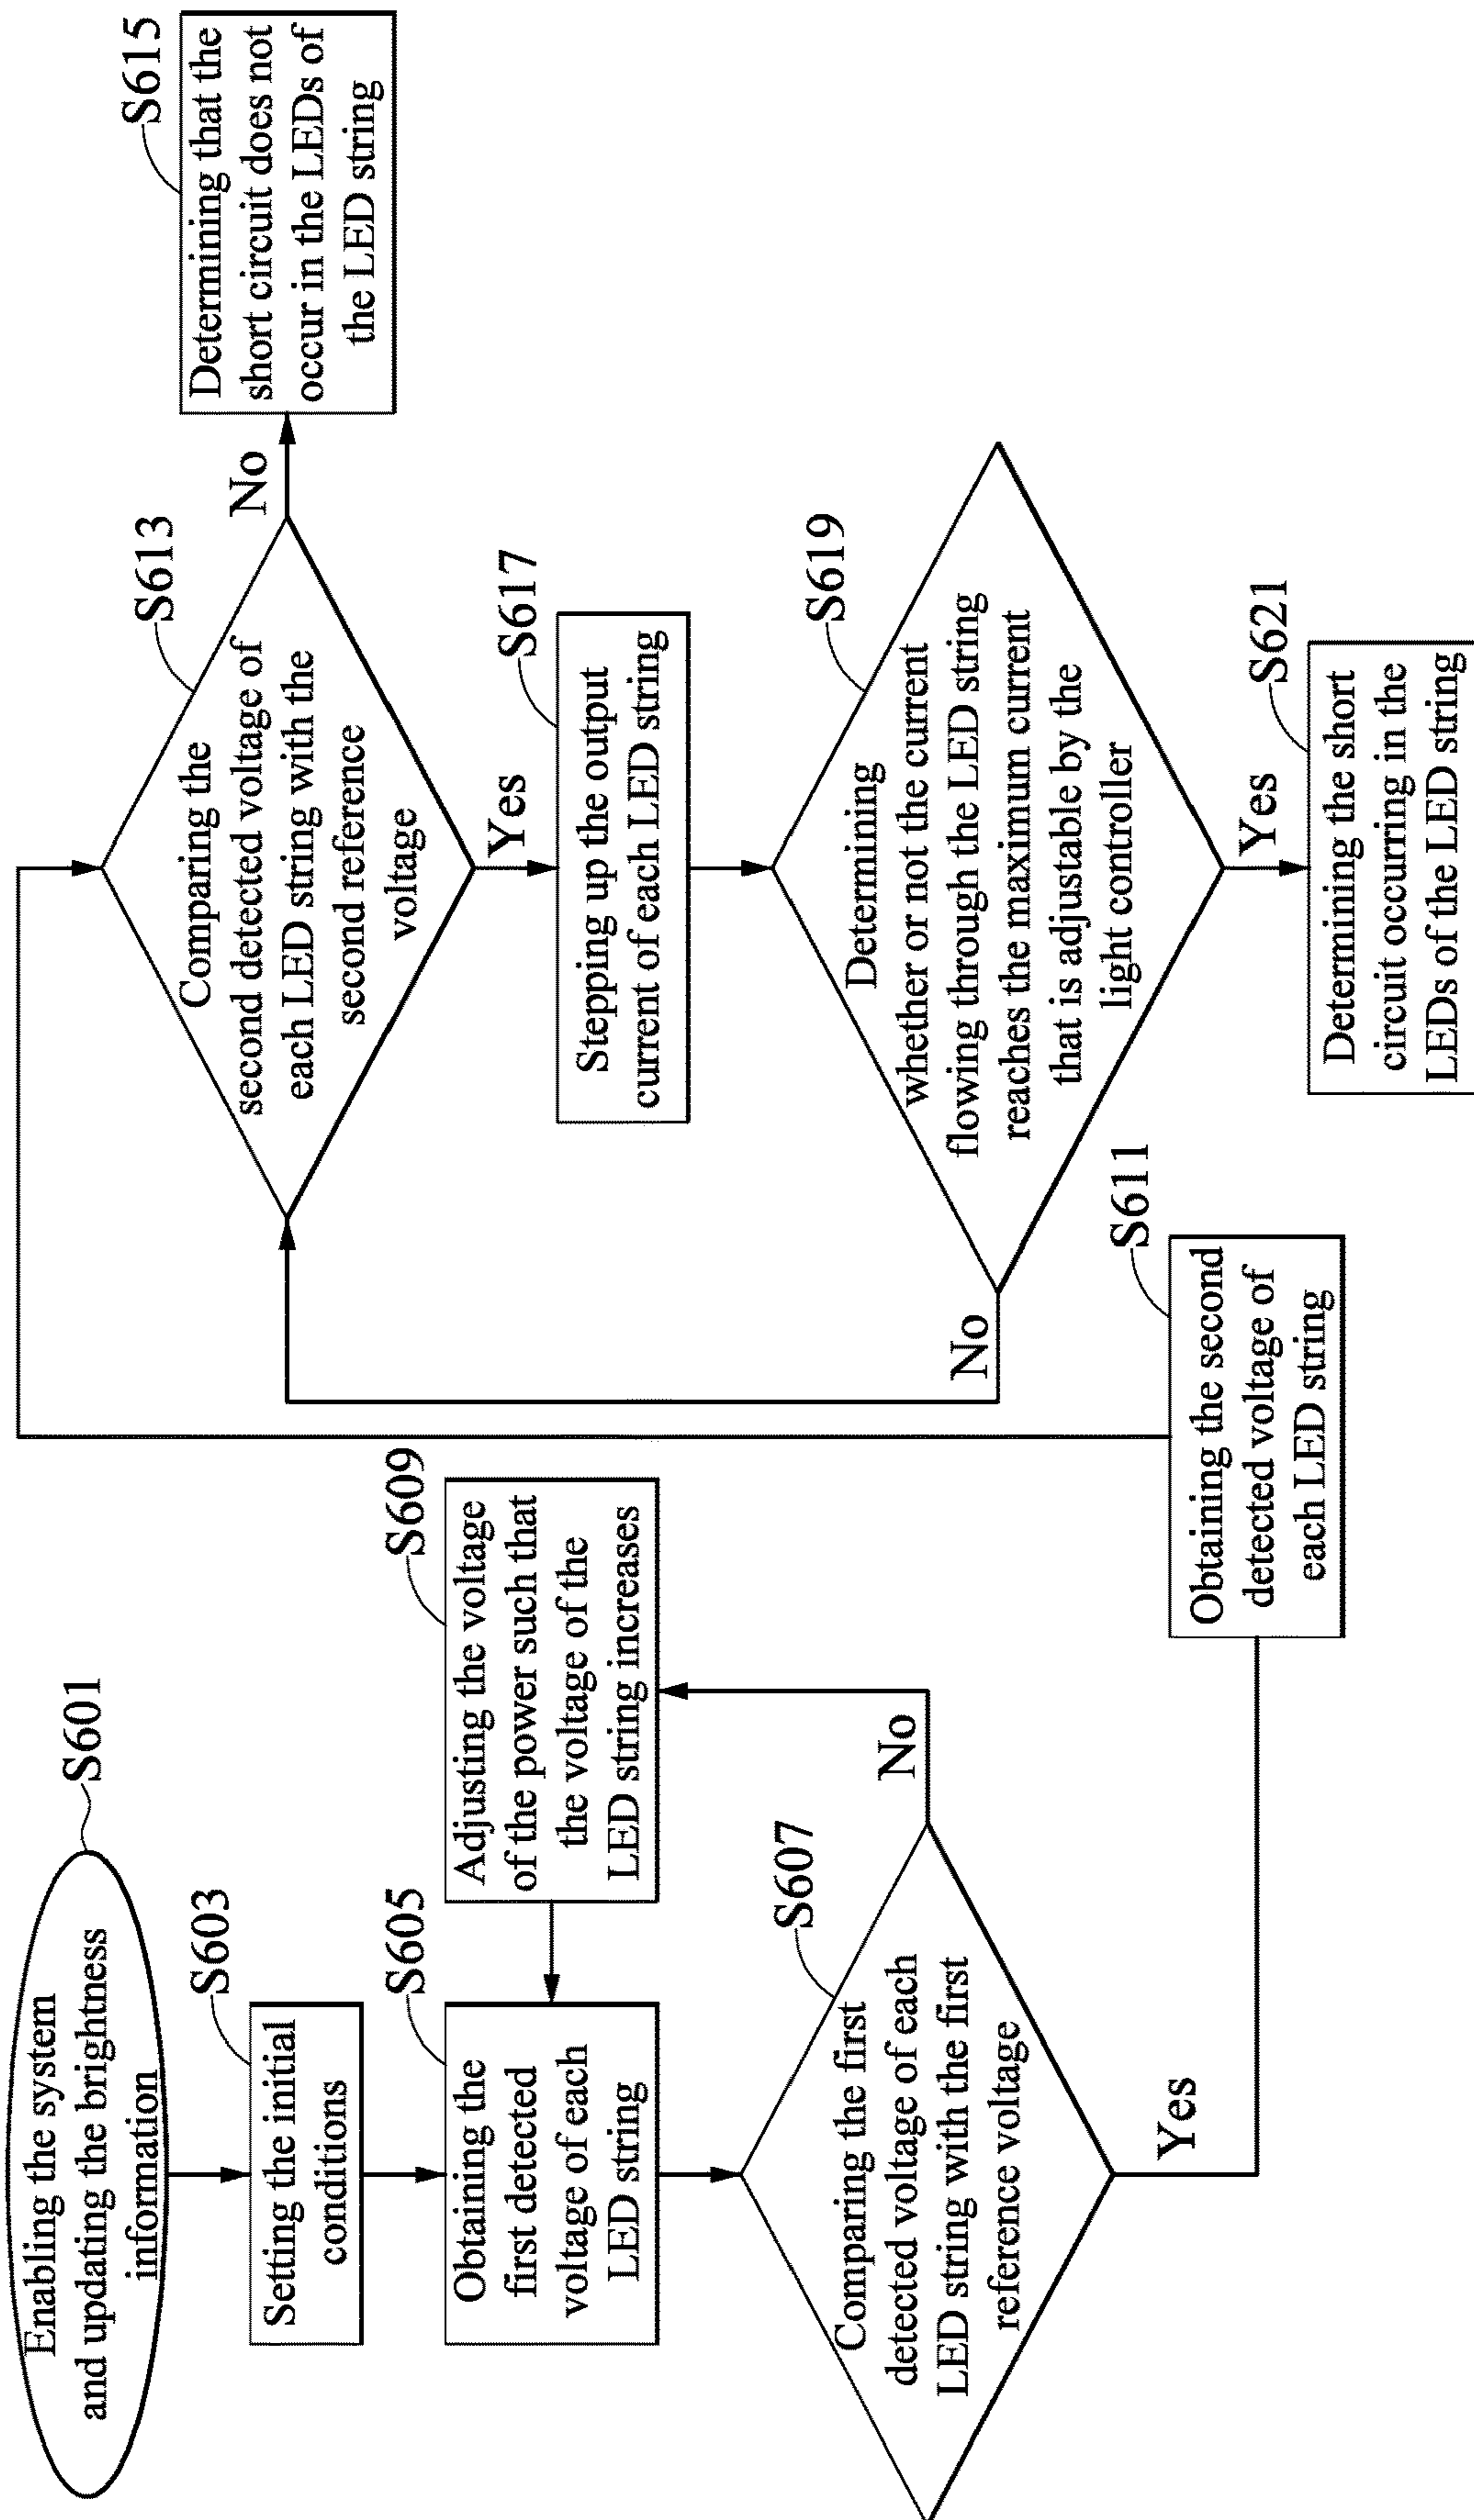 Enabling the system
and updating the brightness
information
S601
Setting the initial
conditions
S603
Obtaining the
first detected
voltage of each
LED string
S605
Comparing the first
detected voltage of each
LED string with the first
reference voltage
S607
No
Yes
Adjusting the voltage
of the power such that
the voltage of the
LED string increases
S609
Obtaining the second
detected voltage of
each LED string
S611
Comparing the
second detected voltage of
each LED string with the
second reference
voltage
S613
No
Yes
Determining that the
short circuit does not
occur in the LEDs of
the LED string
S615
Stepping up the output
current of each LED string
S617
Determining
whether or not the current
flowing through the LED string
reaches the maximum current
that is adjustable by the
light controller
S619
No
Yes
Determining the short
circuit occurring in the
LEDs of the LED string
S621